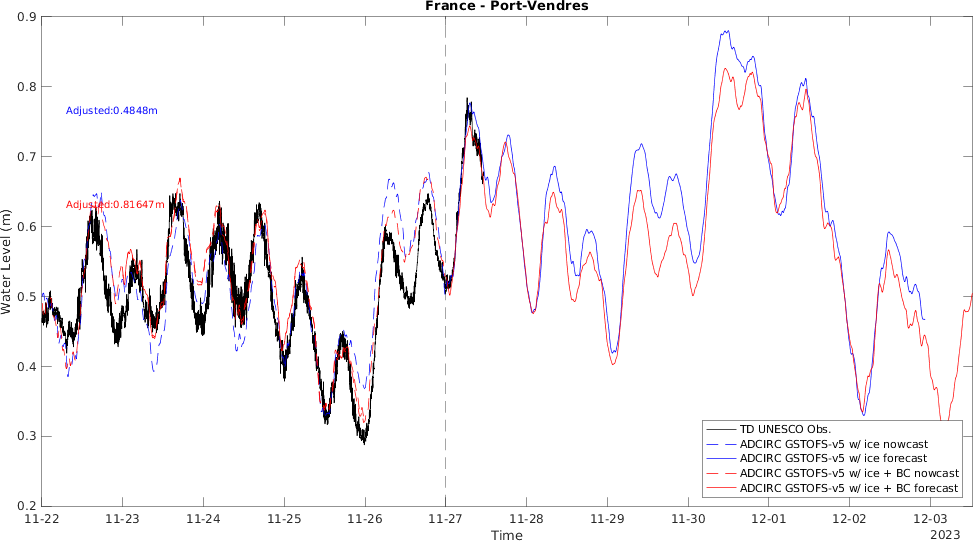 France - Port-Vendres
0.9
0.8
0.7
0.6
0.5
0.4
0.3
0.2
Water Level (m)
Adjusted:0.4848m
Adjusted:0.81647m
TD UNESCO Obs.
ADCIRC GSTOFS-v5 w/ ice nowcast
ADCIRC GSTOFS-v5 w/ ice forecast
ADCIRC GSTOFS-v5 w/ ice + BC nowcast
ADCIRC GSTOFS-v5 w/ ice + BC forecast
11-22 11-23 11-24 11-25 11-26 11-27 11-28 11-29 11-30 12-01 12-02 12-03
Time
2023